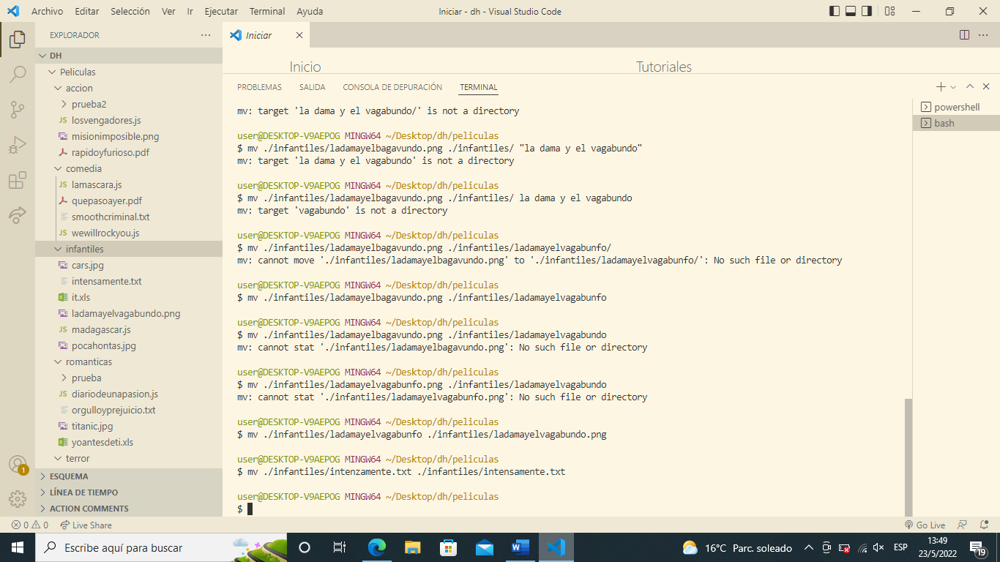 Archivo Editar Selección Ver Ir Ejecutar Terminal Ayuda Iniciar - dh - Visual Studio Code
EXPLORADOR
DH
Peliculas
accion
prueba2
losvengadores.js
misionimposible.png
rapidoyfurioso.pdf
comedia
lamascara.js
quepasoayer.pdf
smoothcriminal.txt
wewillrockyou.js
infantiles
cars.jpg
intensamente.txt
it.xls
ladamayelvagabundo.png
madagascar.js
pocahontas.jpg
romanticas
prueba
diariodeunapasion.js
orgulloyprejuicio.txt
titanic.jpg
yoantesdeti.xls
terror
ESQUEMA
LÍNEA DE TIEMPO
ACTION COMMENTS
Iniciar
Inicio Tutoriales
PROBLEMAS SALIDA CONSOLA DE DEPURACIÓN TERMINAL
mv: target 'la dama y el vagabundo/' is not a directory
user@DESKTOP-V9AEPOG MINGW64 ~/Desktop/dh/peliculas
$ mv ./infantiles/ladamayelbagavundo.png ./infantiles/ "la dama y el vagabundo"
mv: target 'la dama y el vagabundo' is not a directory
user@DESKTOP-V9AEPOG MINGW64 ~/Desktop/dh/peliculas
$ mv ./infantiles/ladamayelbagavundo.png ./infantiles/ la dama y el vagabundo
mv: target 'vagabundo' is not a directory
user@DESKTOP-V9AEPOG MINGW64 ~/Desktop/dh/peliculas
$ mv ./infantiles/ladamayelbagavundo.png ./infantiles/ladamayelvagabunfo/
mv: cannot move './infantiles/ladamayelbagavundo.png' to './infantiles/ladamayelvagabunfo/': No such file or directory
user@DESKTOP-V9AEPOG MINGW64 ~/Desktop/dh/peliculas
$ mv ./infantiles/ladamayelbagavundo.png ./infantiles/ladamayelvagabunfo
user@DESKTOP-V9AEPOG MINGW64 ~/Desktop/dh/peliculas
$ mv ./infantiles/ladamayelbagavundo.png ./infantiles/ladamayelvagabundo
mv: cannot stat './infantiles/ladamayelbagavundo.png': No such file or directory
user@DESKTOP-V9AEPOG MINGW64 ~/Desktop/dh/peliculas
$ mv ./infantiles/ladamayelvagabunfo.png ./infantiles/ladamayelvagabundo
mv: cannot stat './infantiles/ladamayelvagabunfo.png': No such file or directory
user@DESKTOP-V9AEPOG MINGW64 ~/Desktop/dh/peliculas
$ mv ./infantiles/ladamayelvagabunfo ./infantiles/ladamayelvagabundo.png
user@DESKTOP-V9AEPOG MINGW64 ~/Desktop/dh/peliculas
$ mv ./infantiles/intenzamente.txt ./infantiles/intensamente.txt
user@DESKTOP-V9AEPOG MINGW64 ~/Desktop/dh/peliculas
$
powershell
bash
1
0 0 Live Share Go Live
Escribe aquí para buscar
16°C Parc. soleado
ESP
13:49
23/5/2022
19